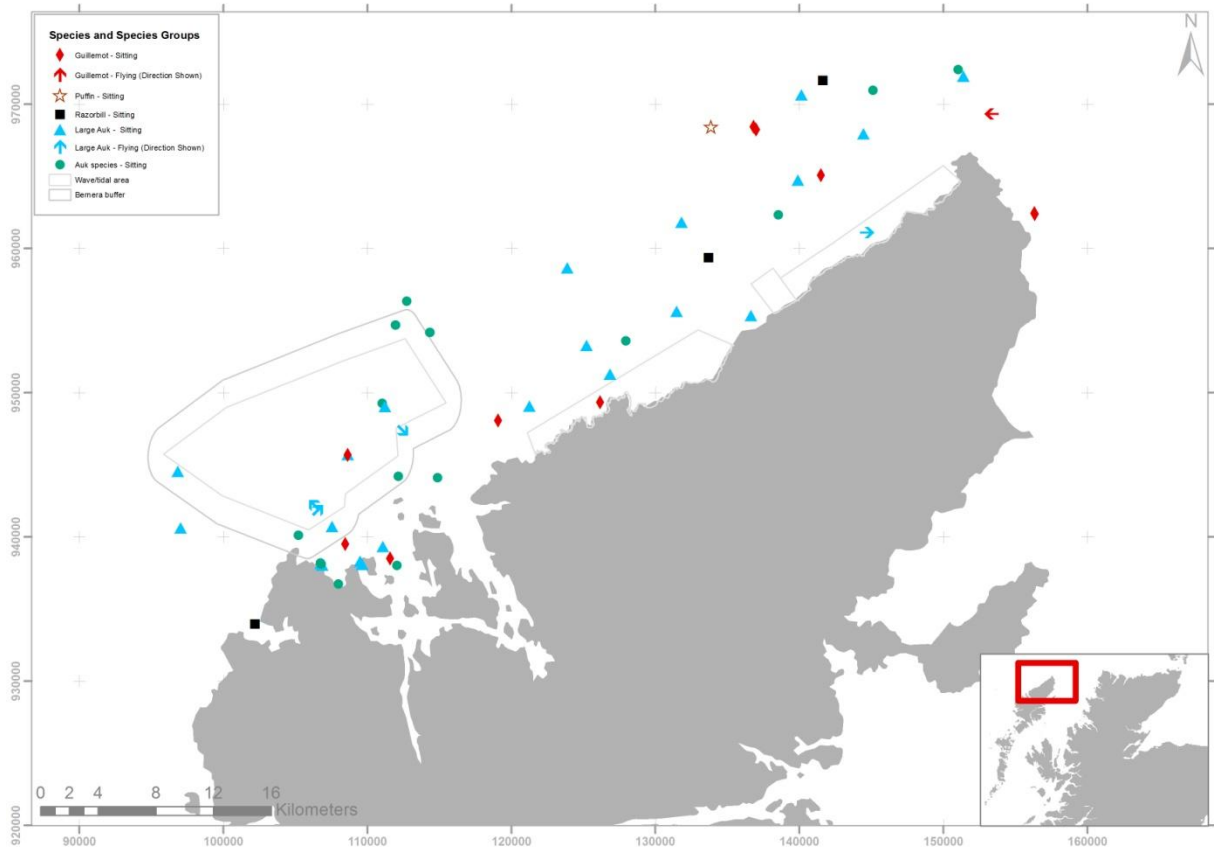 Species and Species Groups
Guillemot - Sitting
Guillemot - Flying (Direction Shown)
Puffin - Sitting
Razorbill - Sitting
Large Auk - Sitting
Large Auk - Flying (Direction Shown)
Auk species - Sitting
Wave/tidal area
Bernera buffer
N
970000
960000
950000
940000
930000
920000
0 2 4 8 12 16
Kilometers
90000 100000 110000 120000 130000 140000 150000 160000